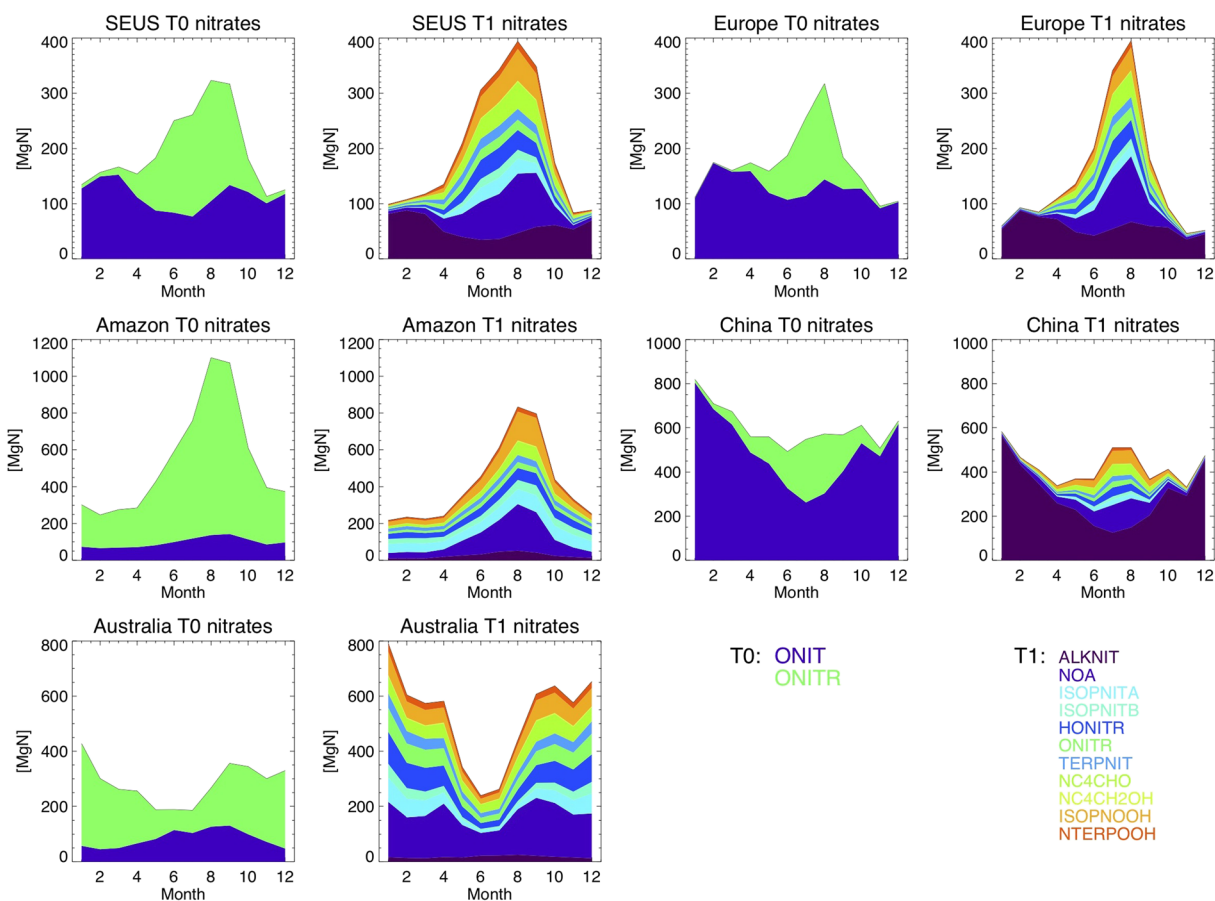 SEUS T0 nitrates
400
300
200
100
0
[MgN]
2 4 6 8 10 12
Month
SEUS T1 nitrates
400
300
200
100
0
[MgN]
2 4 6 8 10 12
Month
Europe T0 nitrates
400
300
200
100
0
[MgN]
2 4 6 8 10 12
Month
Europe T1 nitrates
400
300
200
100
0
[MgN]
2 4 6 8 10 12
Month
Amazon T0 nitrates
1200
1000
800
600
400
200
0
[MgN]
2 4 6 8 10 12
Month
Amazon T1 nitrates
1200
1000
800
600
400
200
0
[MgN]
2 4 6 8 10 12
Month
China T0 nitrates
1000
800
600
400
200
0
[MgN]
2 4 6 8 10 12
Month
China T1 nitrates
1000
800
600
400
200
0
[MgN]
2 4 6 8 10 12
Month
Australia T0 nitrates
800
600
400
200
0
[MgN]
2 4 6 8 10 12
Month
Australia T1 nitrates
800
600
400
200
0
[MgN]
2 4 6 8 10 12
Month
T0: ONIT
ONITR
T1: ALKNIT
NOA
ISOPNITA
ISOPNITB
HONITR
ONITR
TERPNIT
NC4CHO
NC4CH2OH
ISOPNOOH
NTERPOOH